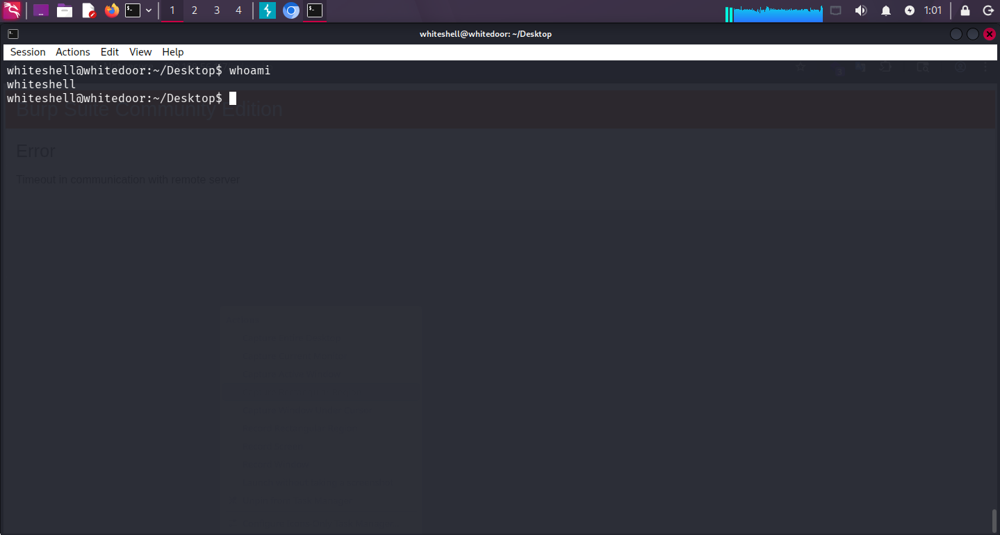 1 2 3 4 1:01
whiteshell@whitedoor: ~/Desktop
Session Actions Edit View Help
whiteshell@whitedoor:~/Desktop$ whoami
whiteshell
whiteshell@whitedoor:~/Desktop$
Burp Suite Community Edition
Error
Timeout in communication with remote server